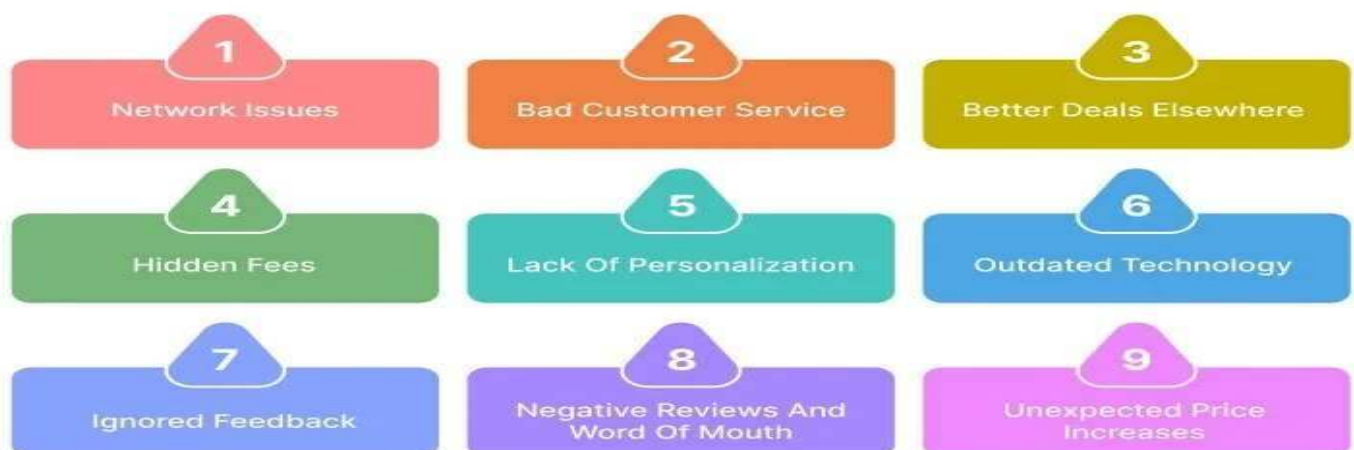 1
Network Issues
2
Bad Customer Service
3
Better Deals Elsewhere
4
Hidden Fees
5
Lack Of Personalization
6
Outdated Technology
7
Ignored Feedback
8
Negative Reviews And
Word Of Mouth
9
Unexpected Price
Increases